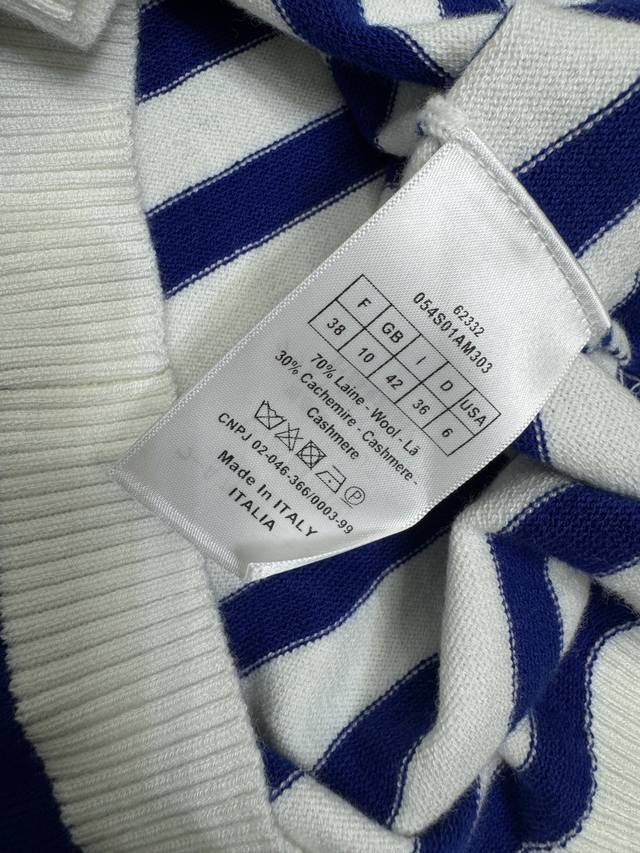 62332
054S01AM303
F GB I D USA
38 10 42 36 6
70% Laine - Wool - Lã
30% Cachemire - Cashmere -
Cashmere
P
CNPJ 02-046-366/0003-99
Made In ITALY
ITALIA